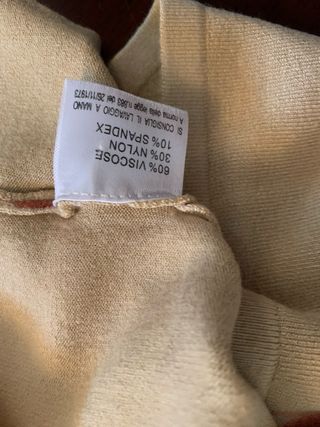 60% VISCOSE
30% NYLON
10% SPANDEX
SI CONSIGLIA IL LAVAGGIO A MANO
A norma della legge n.883 del 26/11/1973